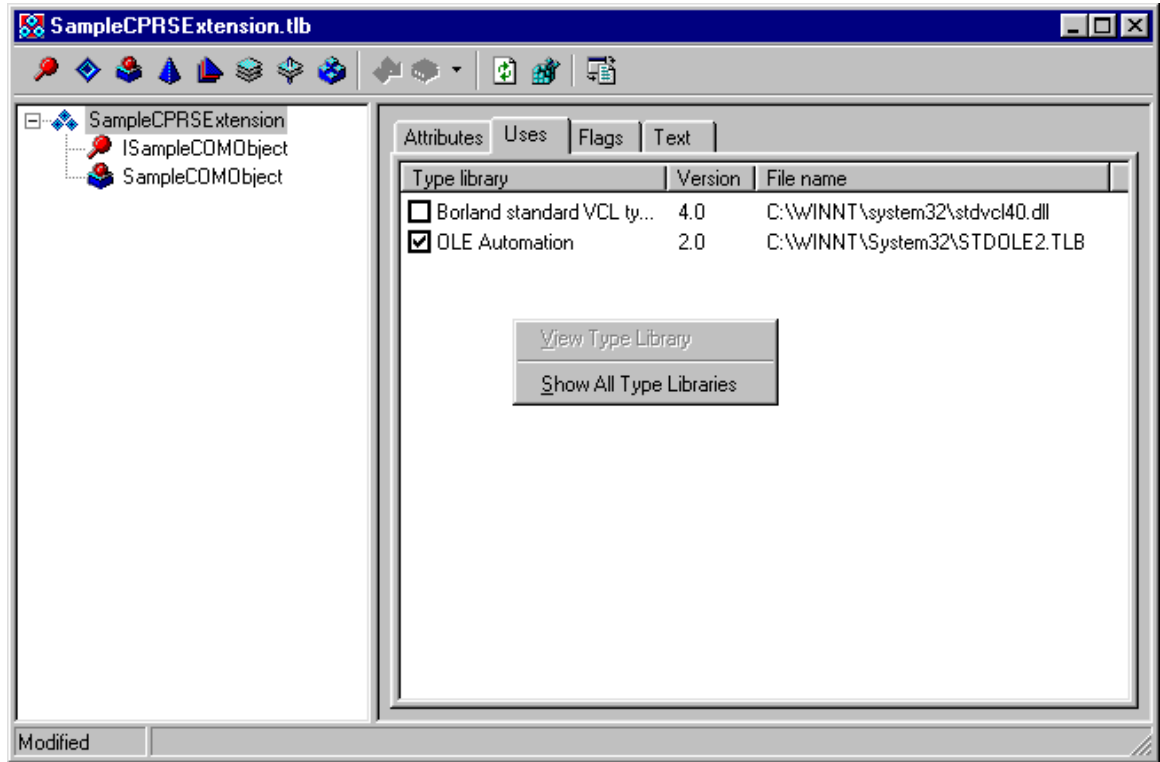 SampleCPRSExtension.tlb
SampleCPRSExtension
ISampleCOMObject
SampleCOMObject
Attributes Uses Flags Text
Type library Version File name
Borland standard VCL ty... 4.0 C:\WINNT\system32\stdvcl40.dll
OLE Automation 2.0 C:\WINNT\System32\STDOLE2.TLB
View Type Library
Show All Type Libraries
Modified